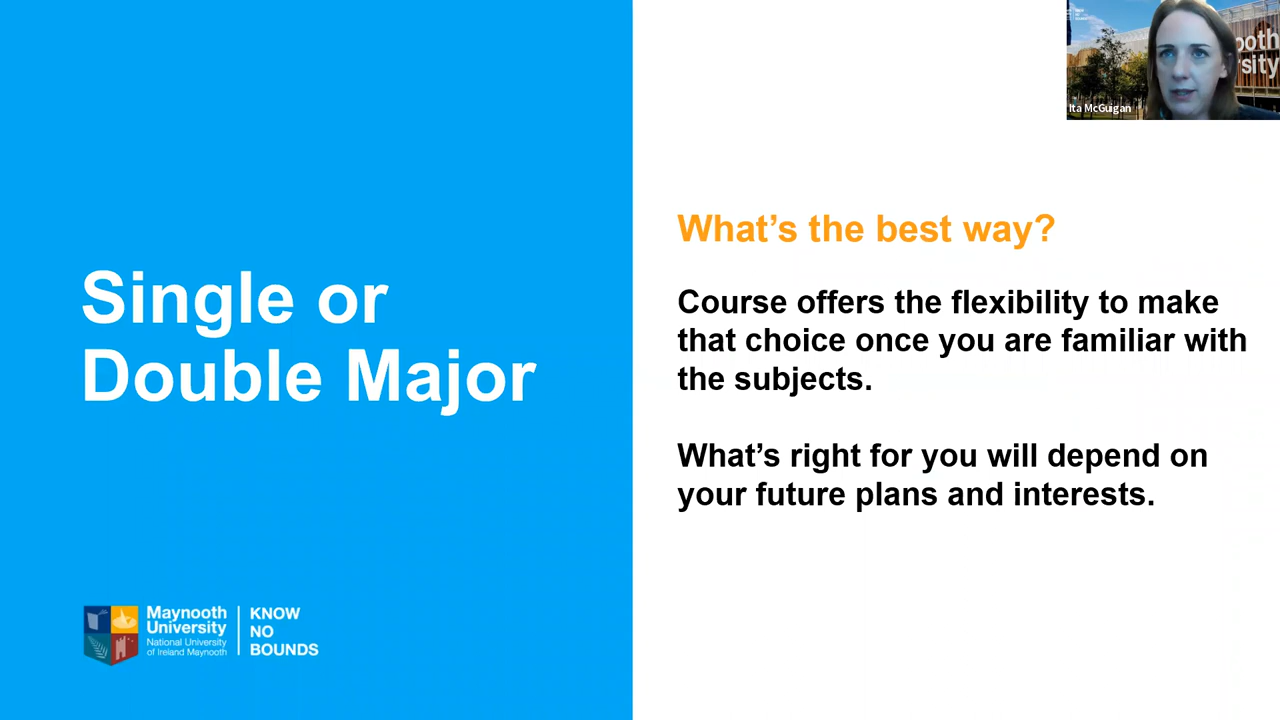 Single or
Double Major
Maynooth
University
National University
of Ireland Maynooth
KNOW
NO
BOUNDS
What's the best way?
Course offers the flexibility to make
that choice once you are familiar with
the subjects.
What's right for you will depend on
your future plans and interests.
Ita McGuigan